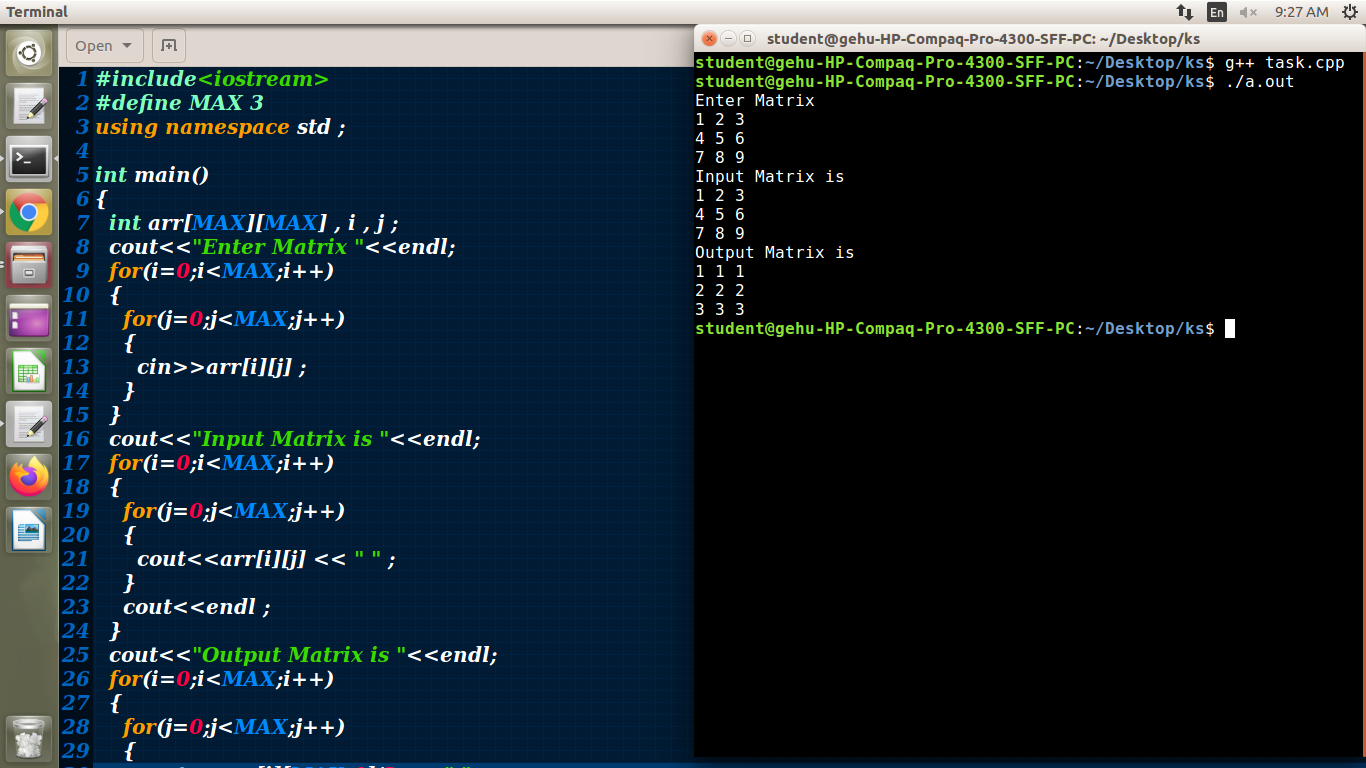 Terminal
En
9:27 AM
Open
1 #include<iostream>
2 #define MAX 3
3 using namespace std ;
4
5 int main()
6 {
7 int arr[MAX][MAX] , i , j ;
8 cout<<"Enter Matrix "<<endl;
9 for(i=0;i<MAX;i++)
10 {
11 for(j=0;j<MAX;j++)
12 {
13 cin>>arr[i][j] ;
14 }
15 }
16 cout<<"Input Matrix is "<<endl;
17 for(i=0;i<MAX;i++)
18 {
19 for(j=0;j<MAX;j++)
20 {
21 cout<<arr[i][j] << " " ;
22 }
23 cout<<endl ;
24 }
25 cout<<"Output Matrix is "<<endl;
26 for(i=0;i<MAX;i++)
27 {
28 for(j=0;j<MAX;j++)
29 {
student@gehu-HP-Compaq-Pro-4300-SFF-PC: ~/Desktop/ks
student@gehu-HP-Compaq-Pro-4300-SFF-PC:~/Desktop/ks$ g++ task.cpp
student@gehu-HP-Compaq-Pro-4300-SFF-PC:~/Desktop/ks$ ./a.out
Enter Matrix
1 2 3
4 5 6
7 8 9
Input Matrix is
1 2 3
4 5 6
7 8 9
Output Matrix is
1 1 1
2 2 2
3 3 3
student@gehu-HP-Compaq-Pro-4300-SFF-PC:~/Desktop/ks$